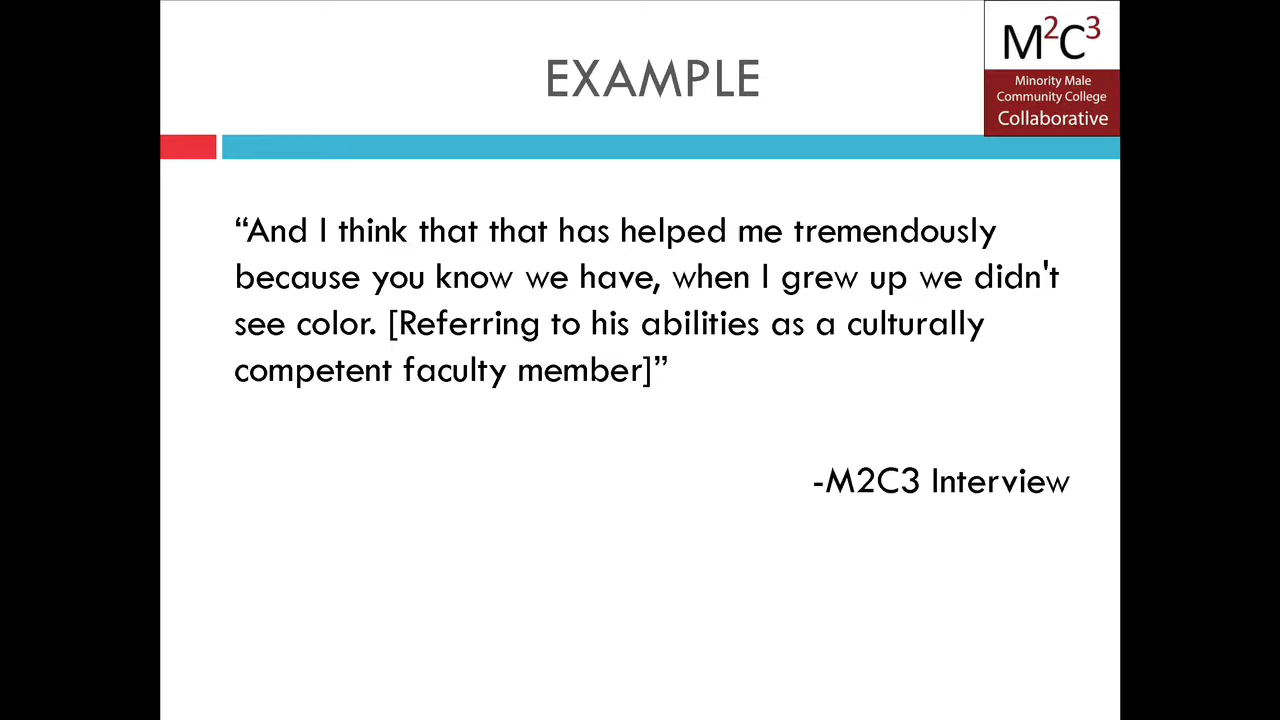 EXAMPLE
M²C³
Minority Male
Community College
Collaborative
“And I think that that has helped me tremendously
because you know we have, when I grew up we didn't
see color. [Referring to his abilities as a culturally
competent faculty member]”
-M2C3 Interview